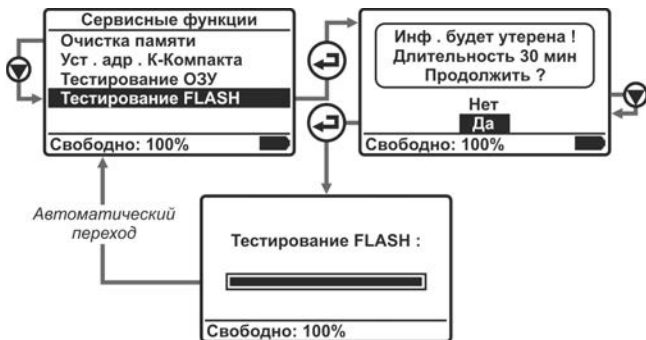 Сервисные функции
Очистка памяти
Уст . адр . К-Компакта
Тестирование ОЗУ
Тестирование FLASH
Свободно: 100%
Инф . будет утеряна !
Длительность 30 мин
Продолжить ?
Нет
Да
Свободно: 100%
Автоматический
переход
Тестирование FLASH :
Свободно: 100%